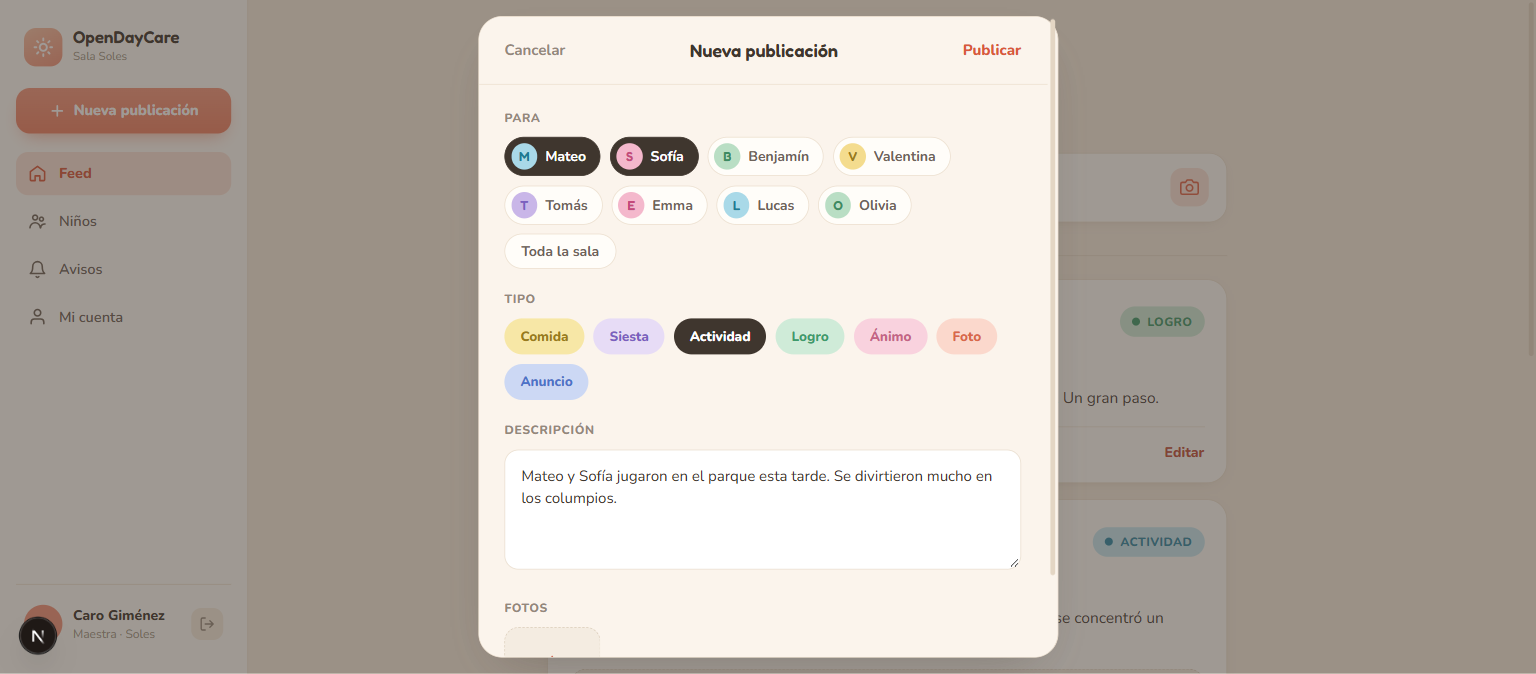 OpenDayCare
Sala Soles
+ Nueva publicación
Feed
Niños
Avisos
Mi cuenta
Caro Giménez
Maestra · Soles
N
Cancelar
Nueva publicación
Publicar
PARA
M Mateo
S Sofía
B Benjamín
V Valentina
T Tomás
E Emma
L Lucas
O Olivia
Toda la sala
TIPO
Comida
Siesta
Actividad
Logro
Ánimo
Foto
Anuncio
DESCRIPCIÓN
Mateo y Sofía jugaron en el parque esta tarde. Se divirtieron mucho en
los columpios.
FOTOS
LOGRO
Un gran paso.
Editar
ACTIVIDAD
se concentró un